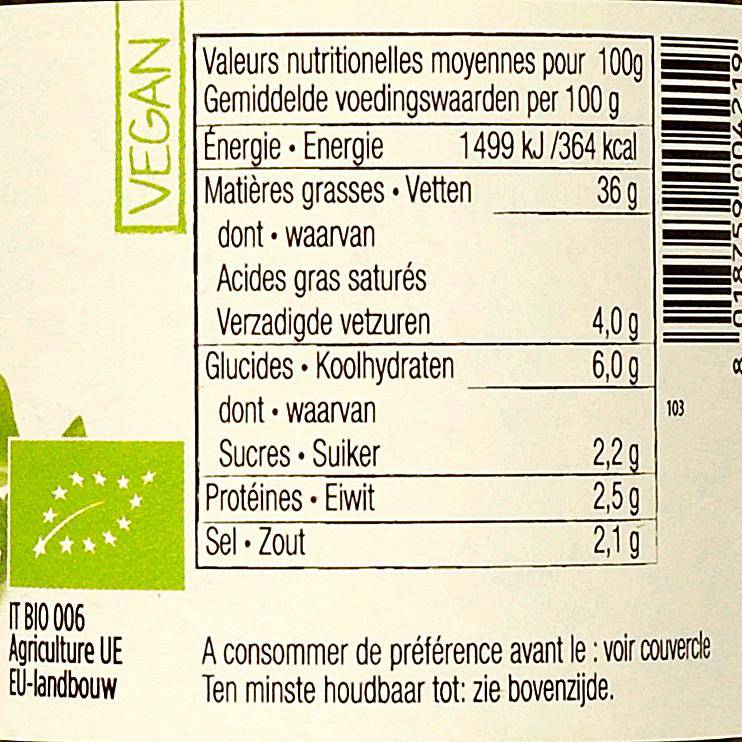 VEGAN
Valeurs nutritionelles moyennes pour 100g
Gemiddelde voedingswaarden per 100 g
Énergie • Energie 1499 kJ /364 kcal
Matières grasses • Vetten 36 g
dont • waarvan
Acides gras saturés
Verzadigde vetzuren 4,0 g
Glucides • Koolhydraten 6,0 g
dont • waarvan
Sucres • Suiker 2,2 g
Protéines • Eiwit 2,5 g
Sel • Zout 2,1 g
103
IT BIO 006
Agriculture UE
EU-landbouw
A consommer de préférence avant le : voir couvercle
Ten minste houdbaar tot: zie bovenzijde.